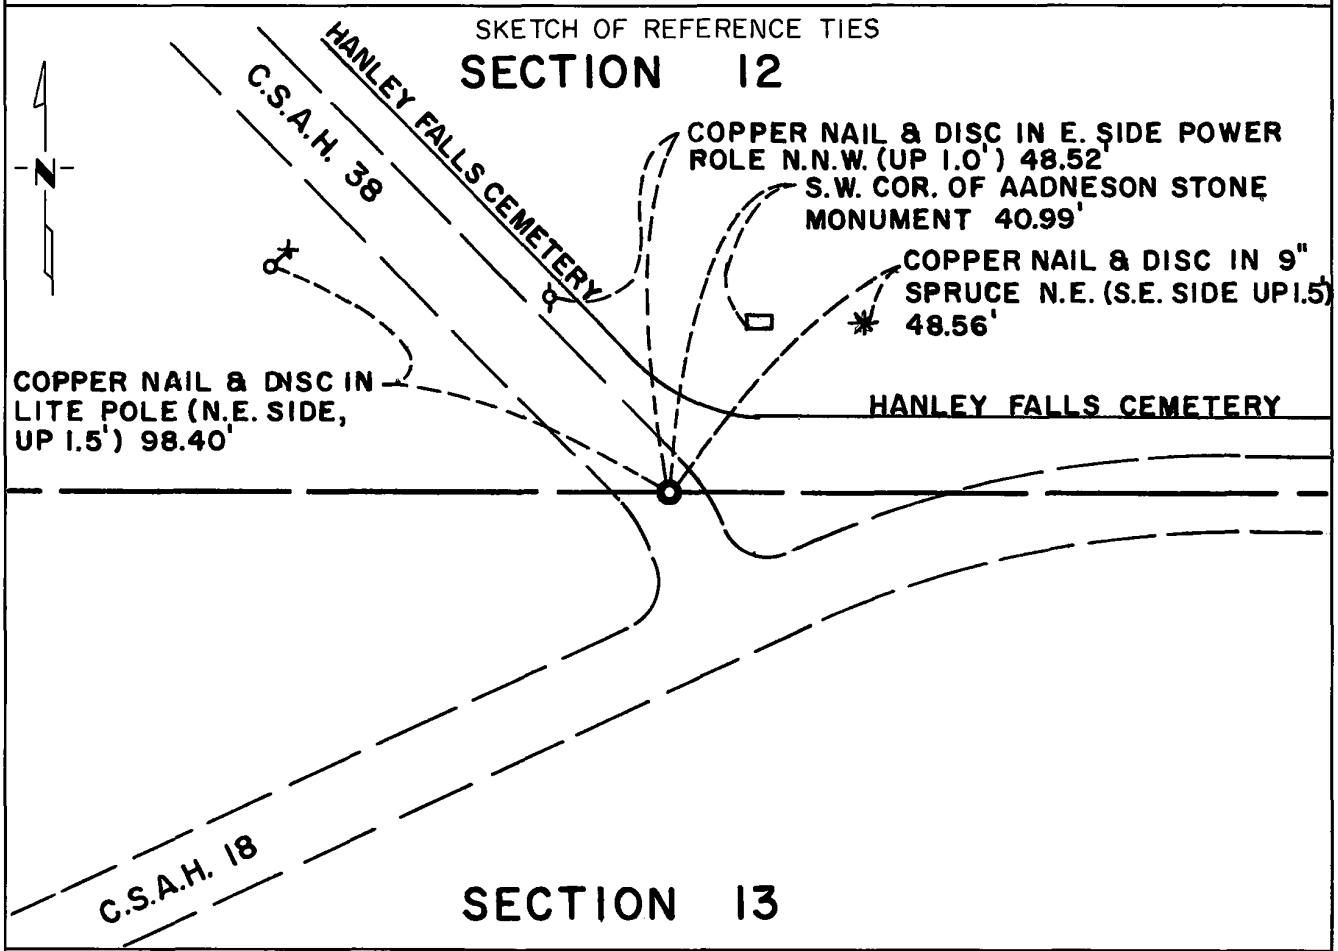 SKETCH OF REFERENCE TIES
SECTION 12
HANLEY FALLS CEMETERY
C.S.A.H. 38
N
COPPER NAIL & DISC IN E. SIDE POWER
ROLE N.N.W. (UP 1.0') 48.52'
S.W. COR. OF AADNESON STONE
MONUMENT 40.99'
COPPER NAIL & DISC IN 9"
SPRUCE N.E. (S.E. SIDE UP 1.5')
48.56'
COPPER NAIL & DISC IN
LITE POLE (N.E. SIDE,
UP 1.5') 98.40'
HANLEY FALLS CEMETERY
C.S.A.H. 18
SECTION 13